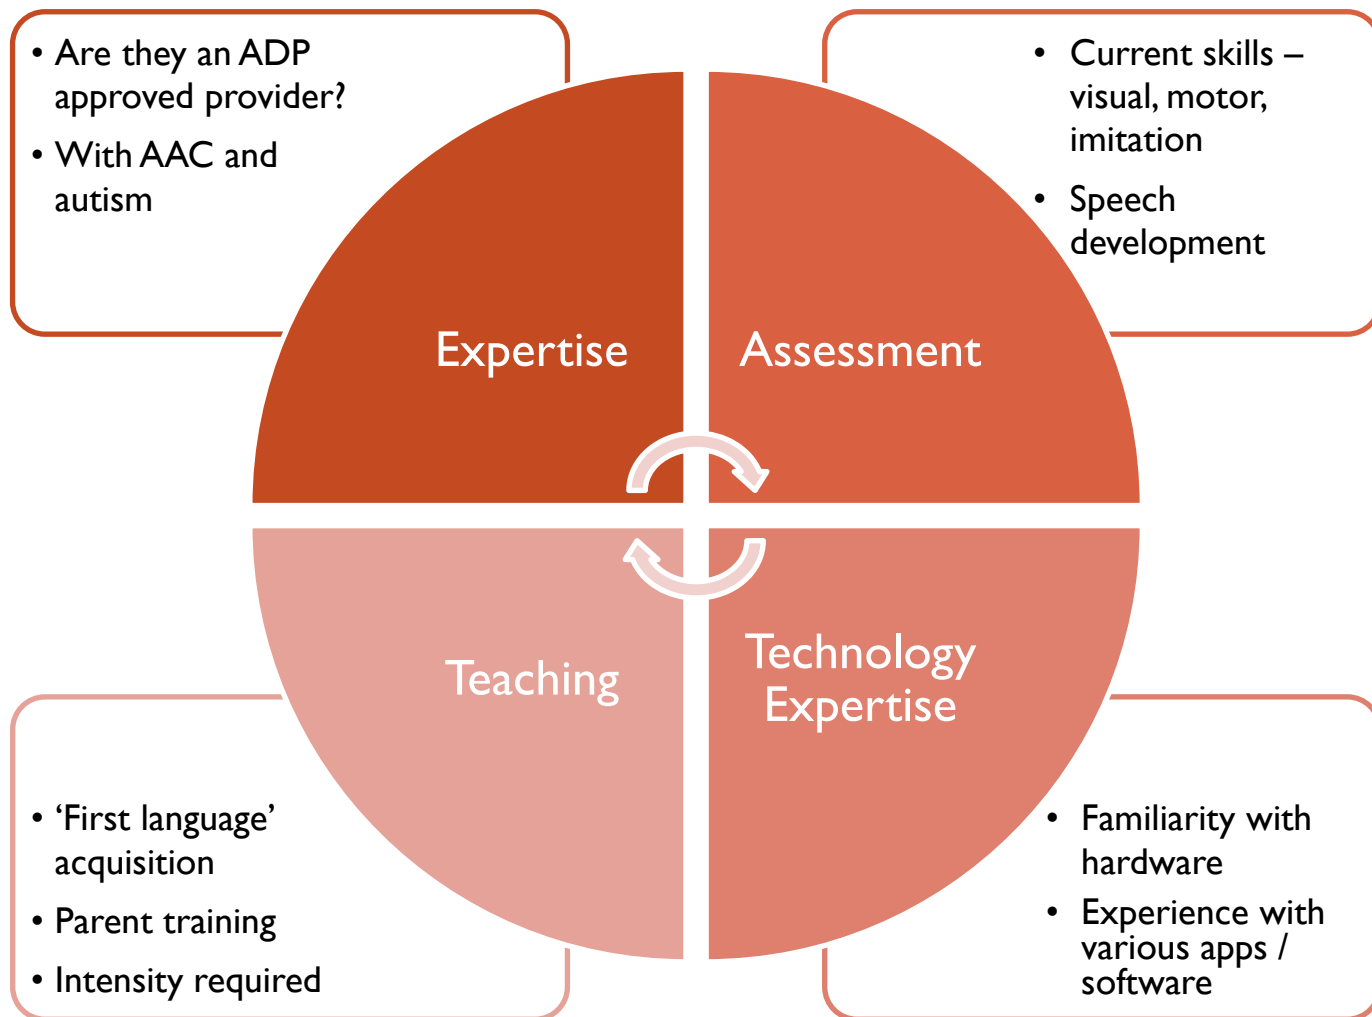 • Are they an ADP
approved provider?
• With AAC and
autism
• Current skills –
visual, motor,
imitation
• Speech
development
Expertise
Assessment
Teaching
Technology
Expertise
• ‘First language’
acquisition
• Parent training
• Intensity required
• Familiarity with
hardware
• Experience with
various apps /
software